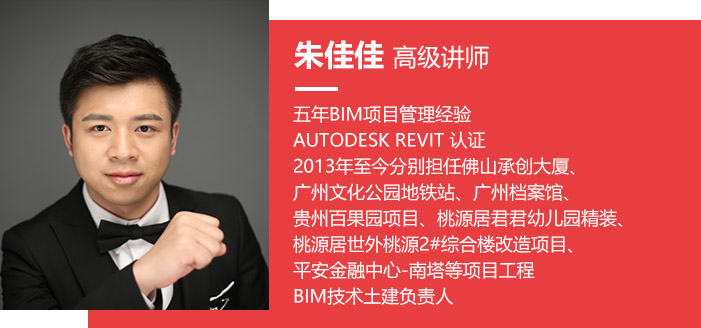 朱佳佳 高级讲师
五年BIM项目管理经验
AUTODESK REVIT 认证
2013年至今分别担任佛山承创大厦、
广州文化公园地铁站、广州档案馆、
贵州百果园项目、桃源居君君幼儿园精装、
桃源居世外桃源2#综合楼改造项目、
平安金融中心-南塔等项目工程
BIM技术土建负责人